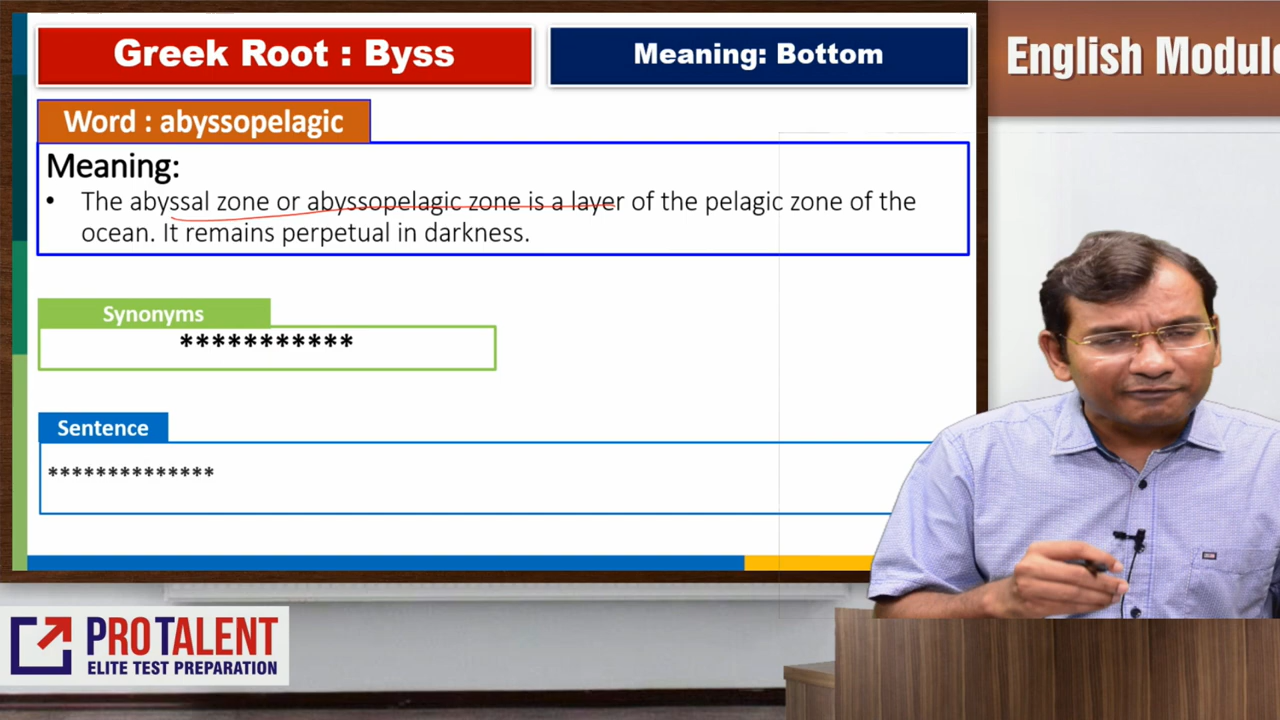 Greek Root : Byss
Meaning: Bottom
English Module
Word : abyssopelagic
Meaning:
• The abyssal zone or abyssopelagic zone is a layer of the pelagic zone of the
ocean. It remains perpetual in darkness.
Synonyms
***********
Sentence
**************
PROTALENT
ELITE TEST PREPARATION